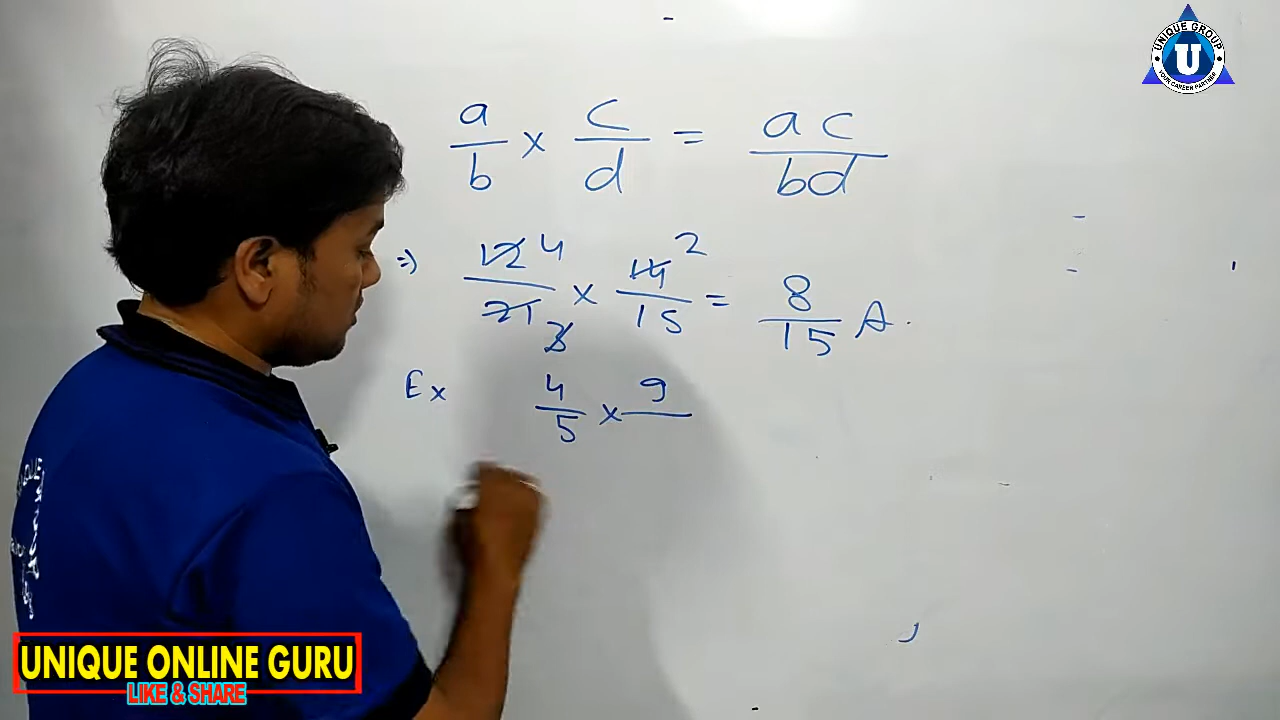 UNIQUE GROUP
U
YOUR CAREER PARTNER
a/b × c/d = ac/bd
⇒ 12 4/21 3 × 14 2/15 = 8/15 A.
Ex 4/5 × 9/
UNIQUE ONLINE GURU
LIKE & SHARE